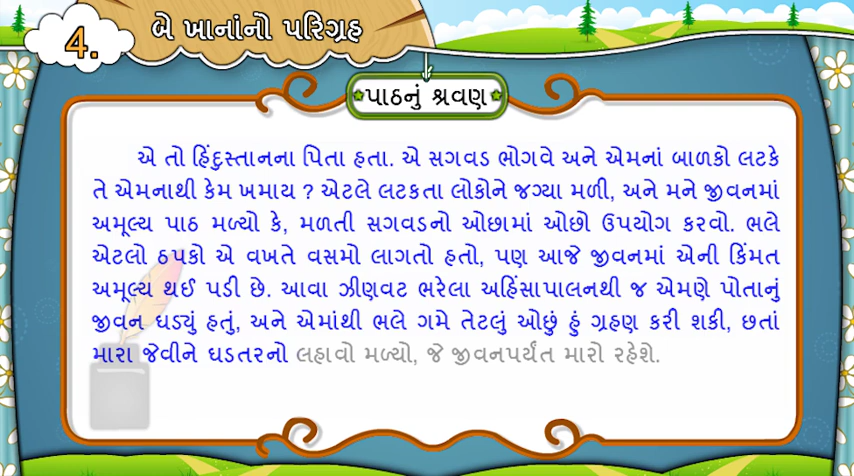 4.
બે ખાનાંનો પરિગ્રહ
પાઠનું શ્રવણ
એ તો હિંદુસ્તાનના પિતા હતા. એ સગવડ ભોગવે અને એમનાં બાળકો લટકે
તે એમનાથી કેમ ખમાય ? એટલે લટકતા લોકોને જગ્યા મળી, અને મને જીવનમાં
અમૂલ્ય પાઠ મળ્યો કે, મળતી સગવડનો ઓછામાં ઓછો ઉપયોગ કરવો. ભલે
એટલો ઠપકો એ વખતે વસમો લાગતો હતો, પણ આજે જીવનમાં એની કિંમત
અમૂલ્ય થઈ પડી છે. આવા ઝીણવટ ભરેલા અહિંસાપાલનથી જ એમણે પોતાનું
જીવન ઘડ્યું હતું, અને એમાંથી ભલે ગમે તેટલું ઓછું હું ગ્રહણ કરી શકી, છતાં
મારા જેવીને ઘડતરનો લહાવો મળ્યો, જે જીવનપર્યંત મારો રહેશે.